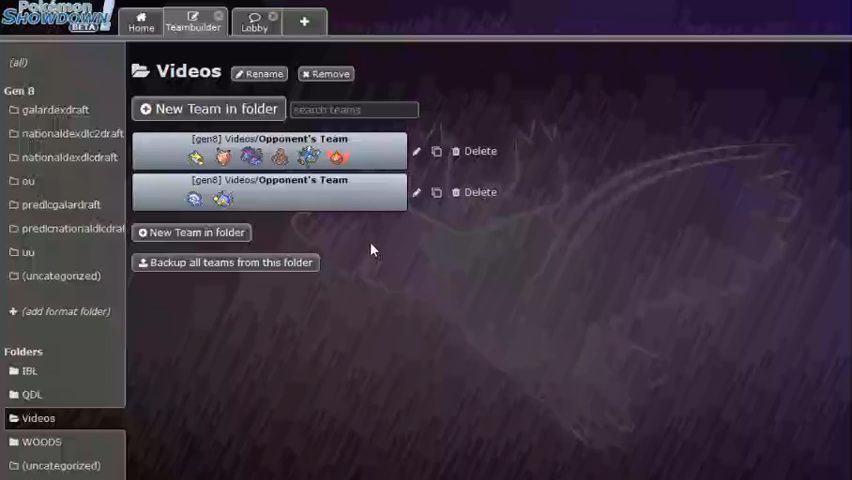 Pokémon
SHOWDOWN!
BETA
Home
Teambuilder
Lobby
(all)
Gen 8
galardexdraft
nationaldexdlc2draft
nationaldexdlcdraft
ou
predlcgalardraft
predlcnationaldlcdraf
uu
(uncategorized)
(add format folder)
Folders
IBL
QDL
Videos
WOODS
(uncategorized)
Videos
Rename
Remove
New Team in folder
search teams
[gen8] Videos/Opponent's Team
Delete
[gen8] Videos/Opponent's Team
Delete
New Team in folder
Backup all teams from this folder